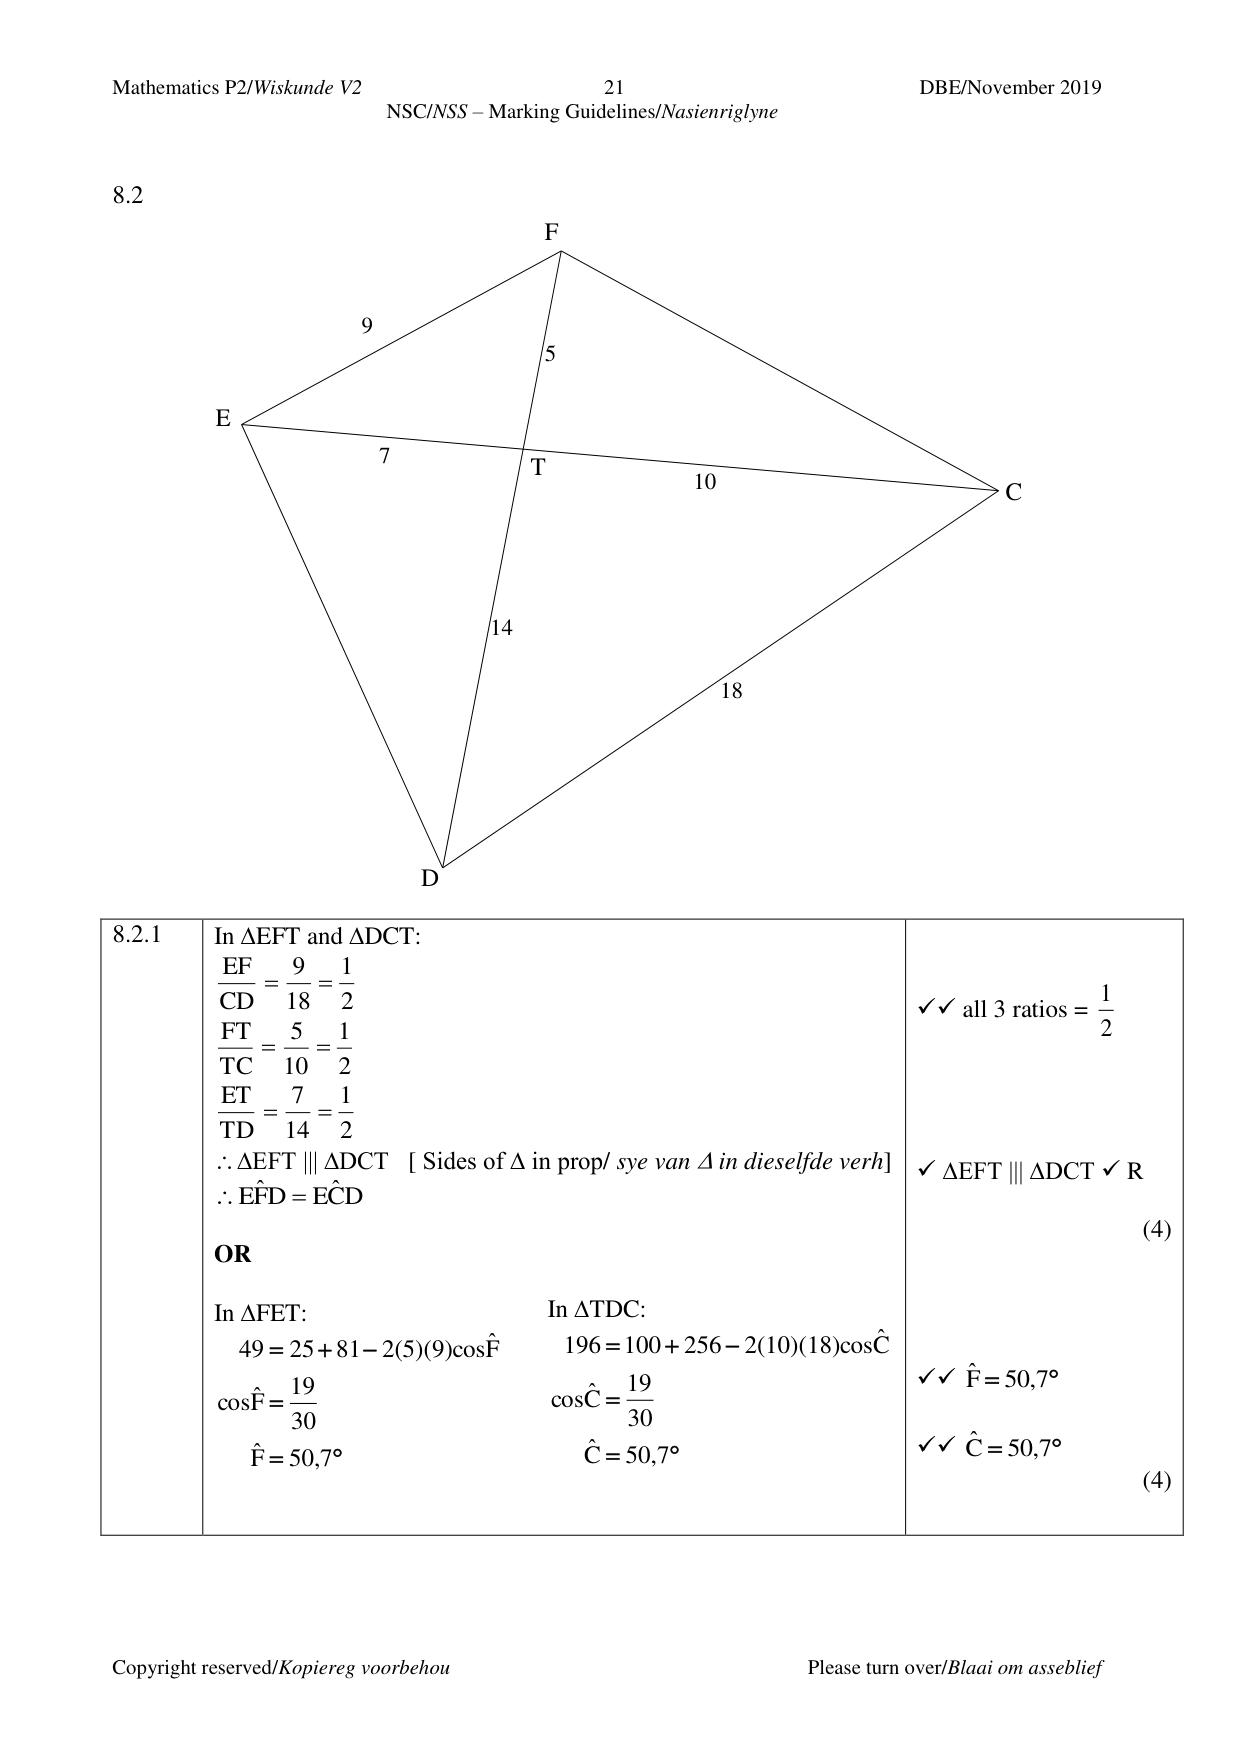 Mathematics P2/Wiskunde V2 21 DBE/November 2019
NSC/NSS – Marking Guidelines/Nasienriglyne
8.2
F
9
5
E
7
T
10
C
14
18
D
8.2.1
In ΔEFT and ΔDCT:
EF/CD = 9/18 = 1/2
FT/TC = 5/10 = 1/2
ET/TD = 7/14 = 1/2
∴ ΔEFT ||| ΔDCT [ Sides of Δ in prop/ sye van Δ in dieselfde verh]
∴ EF̂D = EĈD
✓✓ all 3 ratios = 1/2
✓ ΔEFT ||| ΔDCT ✓ R
(4)
OR
In ΔFET:
49 = 25 + 81 − 2(5)(9)cosF̂
cosF̂ = 19/30
F̂ = 50,7°
In ΔTDC:
196 = 100 + 256 − 2(10)(18)cosĈ
cosĈ = 19/30
Ĉ = 50,7°
✓✓ F̂ = 50,7°
✓✓ Ĉ = 50,7°
(4)
Copyright reserved/Kopiereg voorbehou Please turn over/Blaai om asseblief